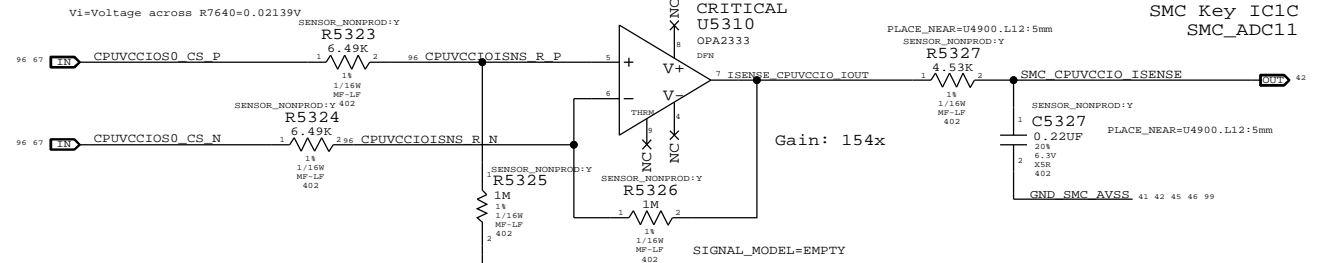 Vi=Voltage across R7640=0.02139V
SENSOR_NONPROD:Y
R5323
6.49K
96 67 IN CPUVCCIOS0_CS_P 1 2 96 CPUVCCIOISNS_R_P
1%
1/16W
MF-LF
402
SENSOR_NONPROD:Y
R5324
6.49K
96 67 IN CPUVCCIOS0_CS_N 1 2 96 CPUVCCIOISNS_R_N
1%
1/16W
MF-LF
402
SENSOR_NONPROD:Y
R5325
1
1M
1%
1/16W
MF-LF
402
2
NC
CRITICAL
U5310
OPA2333
DFN
8
V+
5
+
6
-
V-
4
THRM
9
NC
NC
7 ISENSE_CPUVCCIO_IOUT
Gain: 154x
SENSOR_NONPROD:Y
R5326
1M
1 2
1%
1/16W
MF-LF
402
SIGNAL_MODEL=EMPTY
PLACE_NEAR=U4900.L12:5mm
SENSOR_NONPROD:Y
R5327
4.53K
1 2
1%
1/16W
MF-LF
402
SMC Key IC1C
SMC_ADC11
SMC_CPUVCCIO_ISENSE OUT 42
SENSOR_NONPROD:Y
1
C5327
0.22UF
20%
6.3V
X5R
402
2
PLACE_NEAR=U4900.L12:5mm
GND_SMC_AVSS 41 42 45 46 99